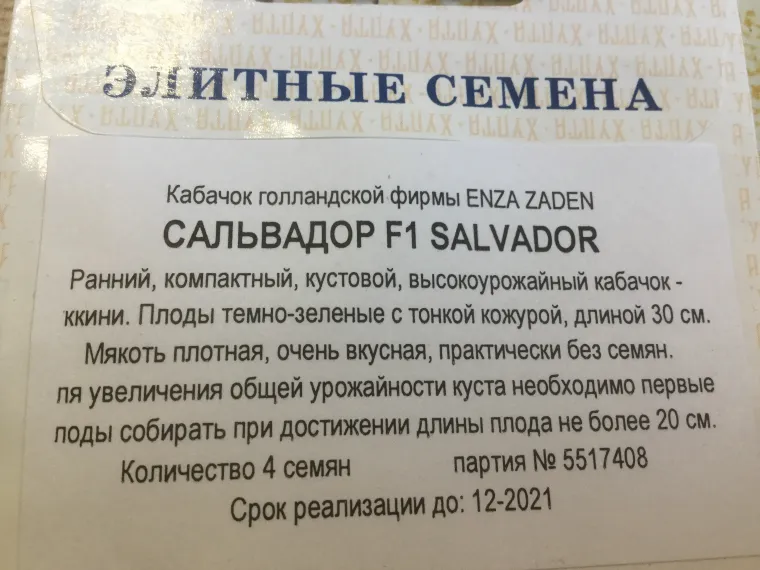 ЭЛИТНЫЕ СЕМЕНА
Кабачок голландской фирмы ENZA ZADEN
САЛЬВАДОР F1 SALVADOR
Ранний, компактный, кустовой, высокоурожайный кабачок -
ккини. Плоды темно-зеленые с тонкой кожурой, длиной 30 см.
Мякоть плотная, очень вкусная, практически без семян.
ля увеличения общей урожайности куста необходимо первые
лоды собирать при достижении длины плода не более 20 см.
Количество 4 семян партия № 5517408
Срок реализации до: 12-2021